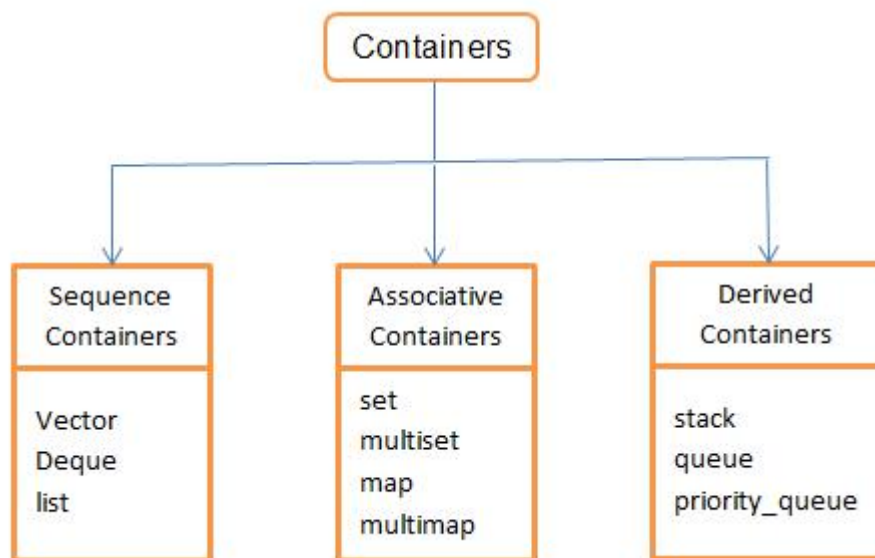 Containers
Sequence
Containers
Vector
Deque
list
Associative
Containers
set
multiset
map
multimap
Derived
Containers
stack
queue
priority_queue